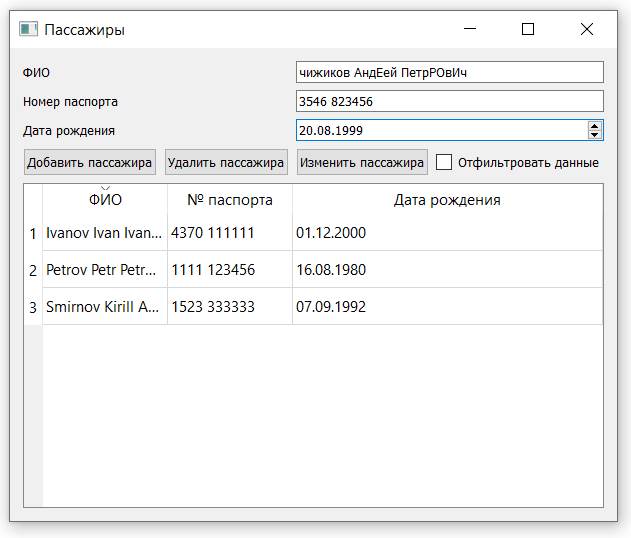 Пассажиры
ФИО чижиков АндЕей ПетрРОвИч
Номер паспорта 3546 823456
Дата рождения 20.08.1999
Добавить пассажира Удалить пассажира Изменить пассажира Отфильтровать данные
ФИО № паспорта Дата рождения
1 Ivanov Ivan Ivan... 4370 111111 01.12.2000
2 Petrov Petr Petr... 1111 123456 16.08.1980
3 Smirnov Kirill A... 1523 333333 07.09.1992